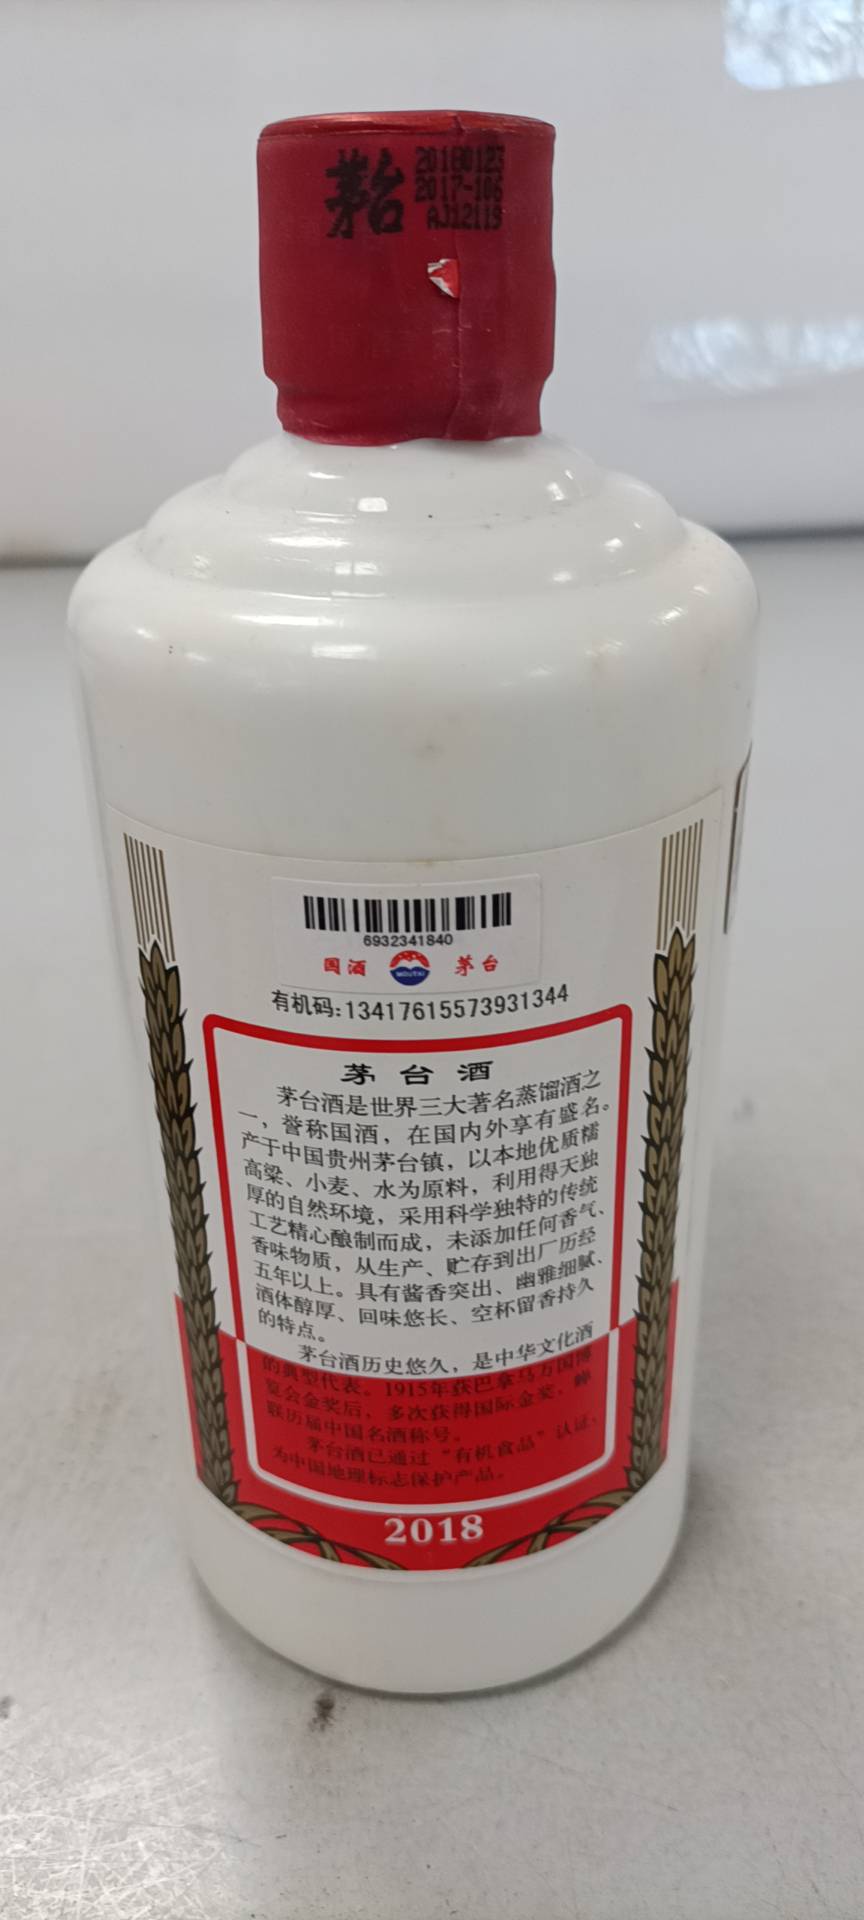 茅台
20180123
2017-106
AJ12119
6932341840
国酒 MOUTAI 茅台
有机码:13417615573931344
茅台酒
茅台酒是世界三大著名蒸馏酒之
一，誉称国酒，在国内外享有盛名。
产于中国贵州茅台镇，以本地优质糯
高粱、小麦、水为原料，利用得天独
厚的自然环境，采用科学独特的传统
工艺精心酿制而成，未添加任何香气、
香味物质，从生产、贮存到出厂历经
五年以上。具有酱香突出、幽雅细腻、
酒体醇厚、回味悠长、空杯留香持久
的特点。
茅台酒历史悠久，是中华文化酒
的典型代表。1915年获巴拿马万国博
览会金奖后，多次获得国际金奖，蝉
联历届中国名酒称号。
茅台酒已通过“有机食品”认证，
为中国地理标志保护产品。
2018